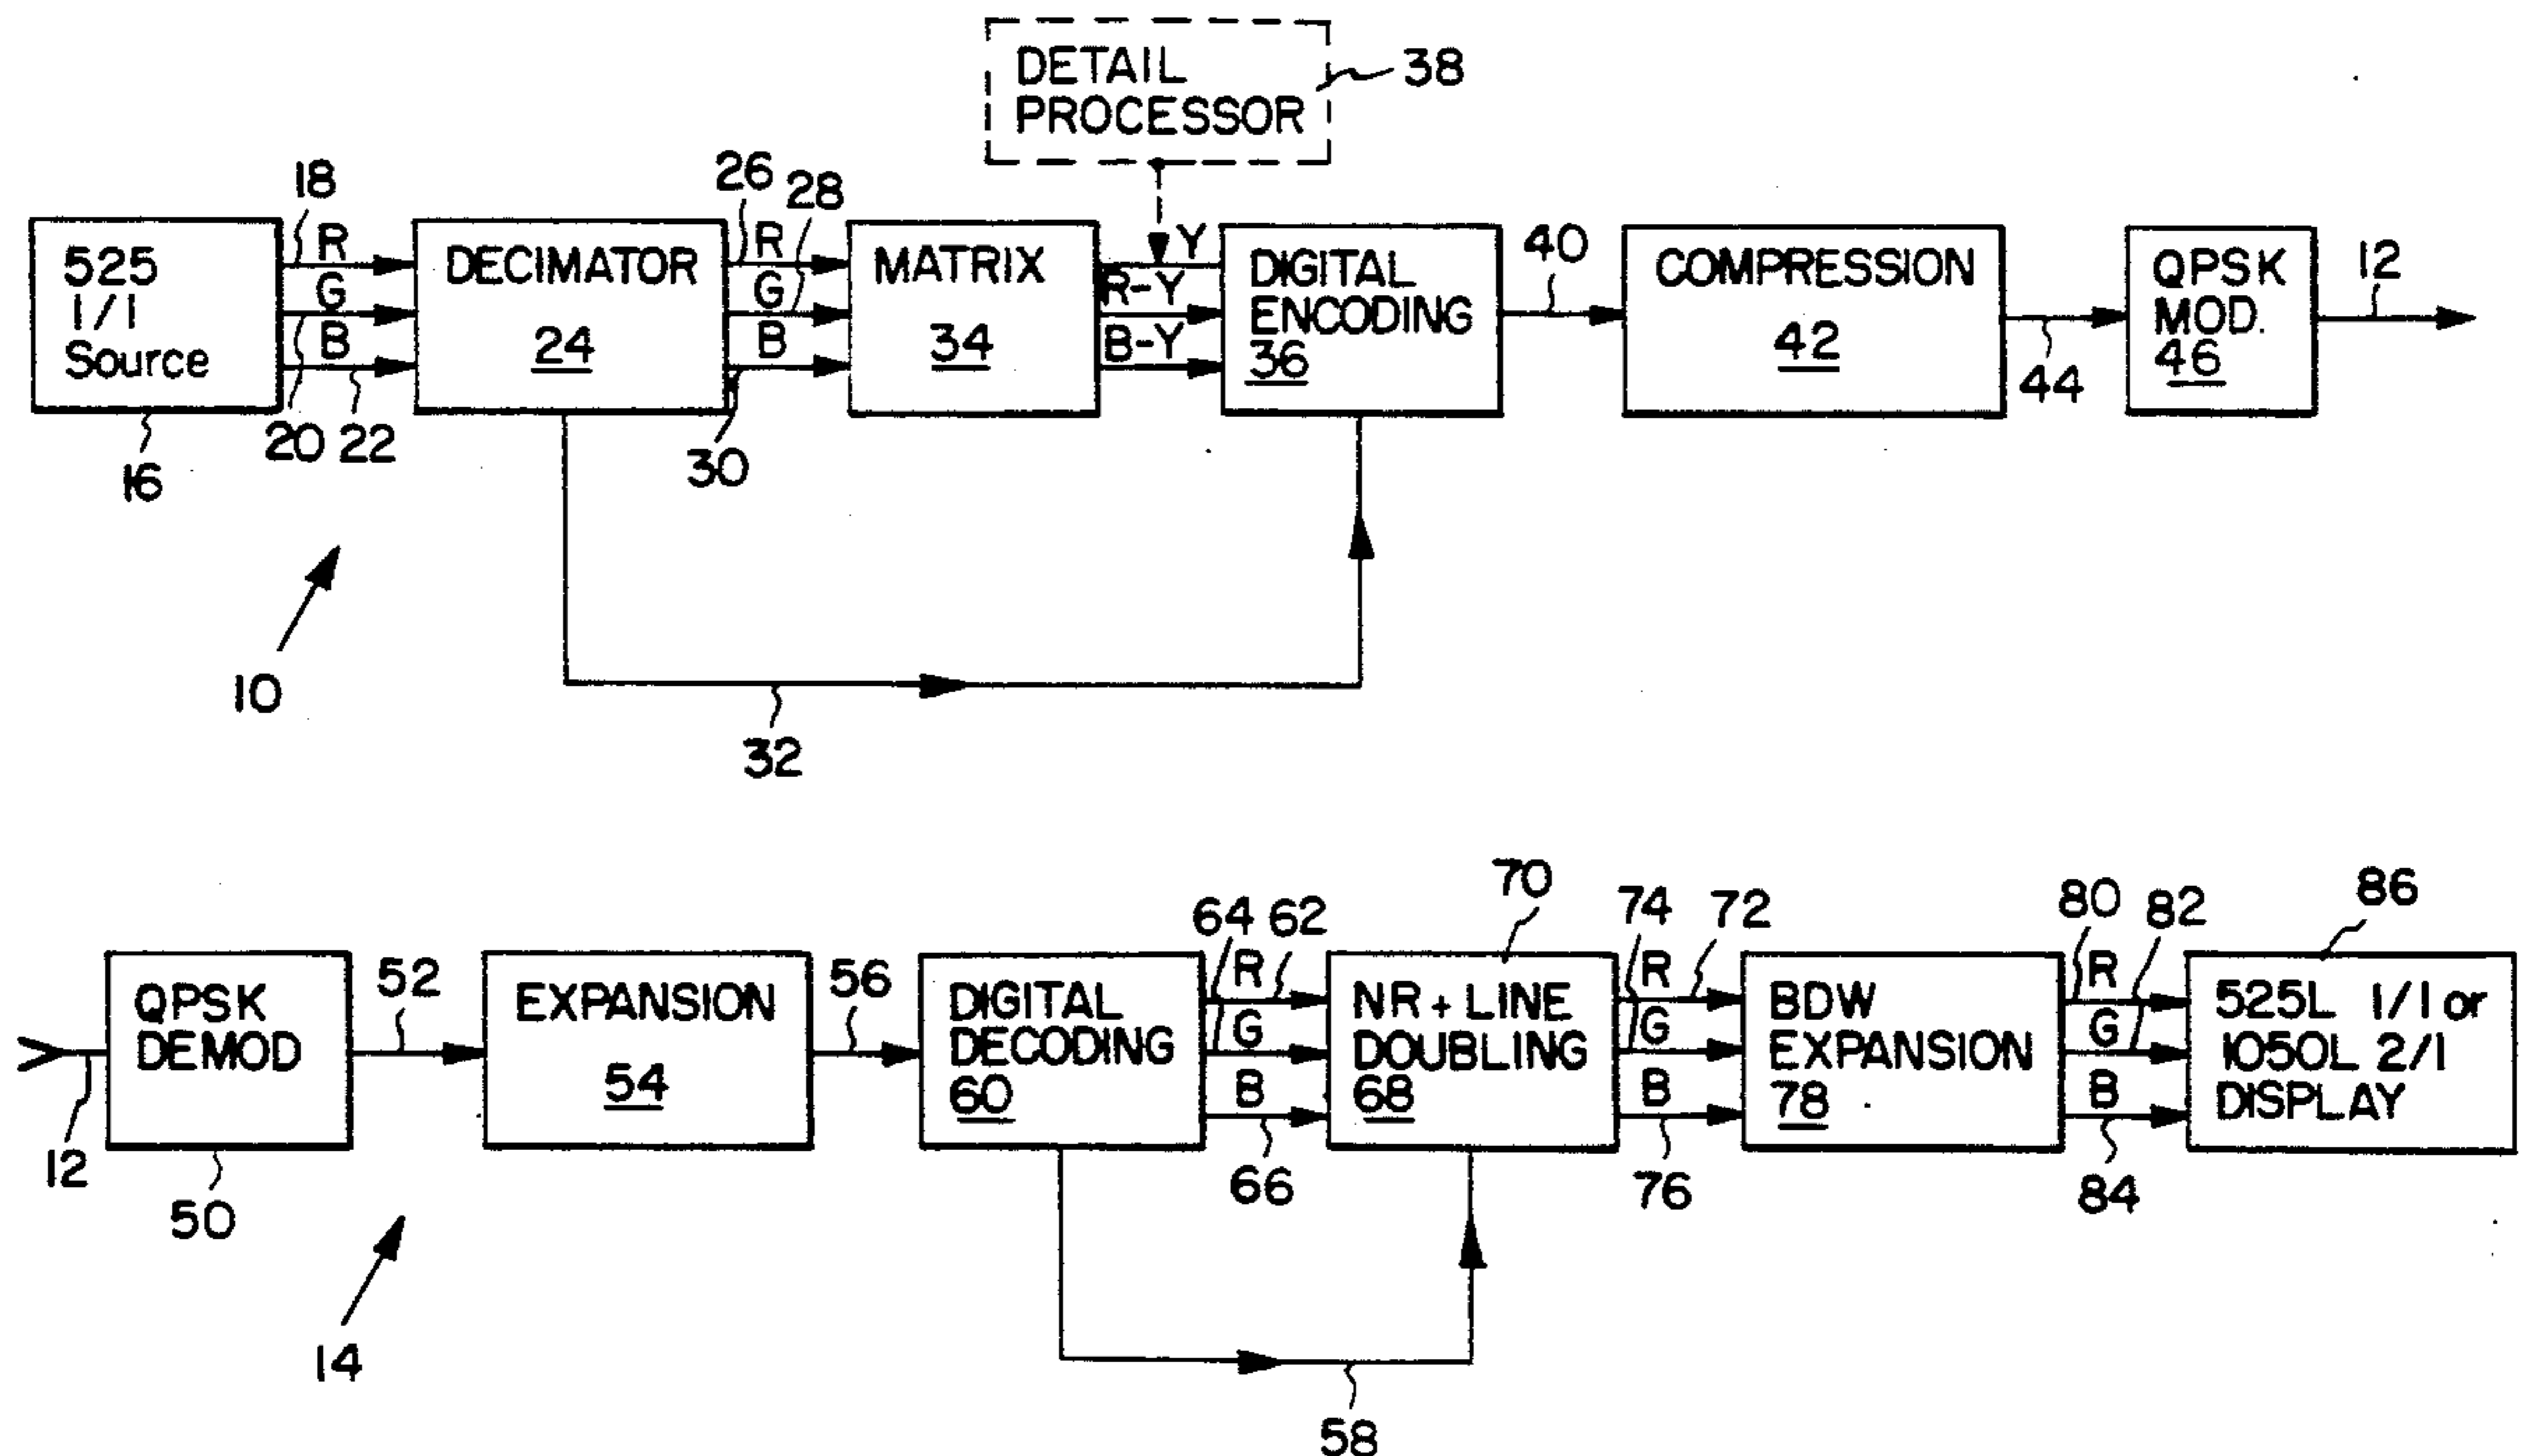 DETAIL
PROCESSOR
38
18
26
28
525
1/1
Source
R
G
B
DECIMATOR
24
R
G
B
MATRIX
34
Y
R-Y
B-Y
DIGITAL
ENCODING
36
40
COMPRESSION
42
44
QPSK
MOD.
46
12
16
20
22
30
10
32
70
64
62
74
72
80
82
86
12
QPSK
DEMOD
52
EXPANSION
54
56
DIGITAL
DECODING
60
R
G
B
NR + LINE
DOUBLING
68
R
G
B
BDW
EXPANSION
78
R
G
B
525L 1/1 or
1050L 2/1
DISPLAY
50
66
76
84
14
58